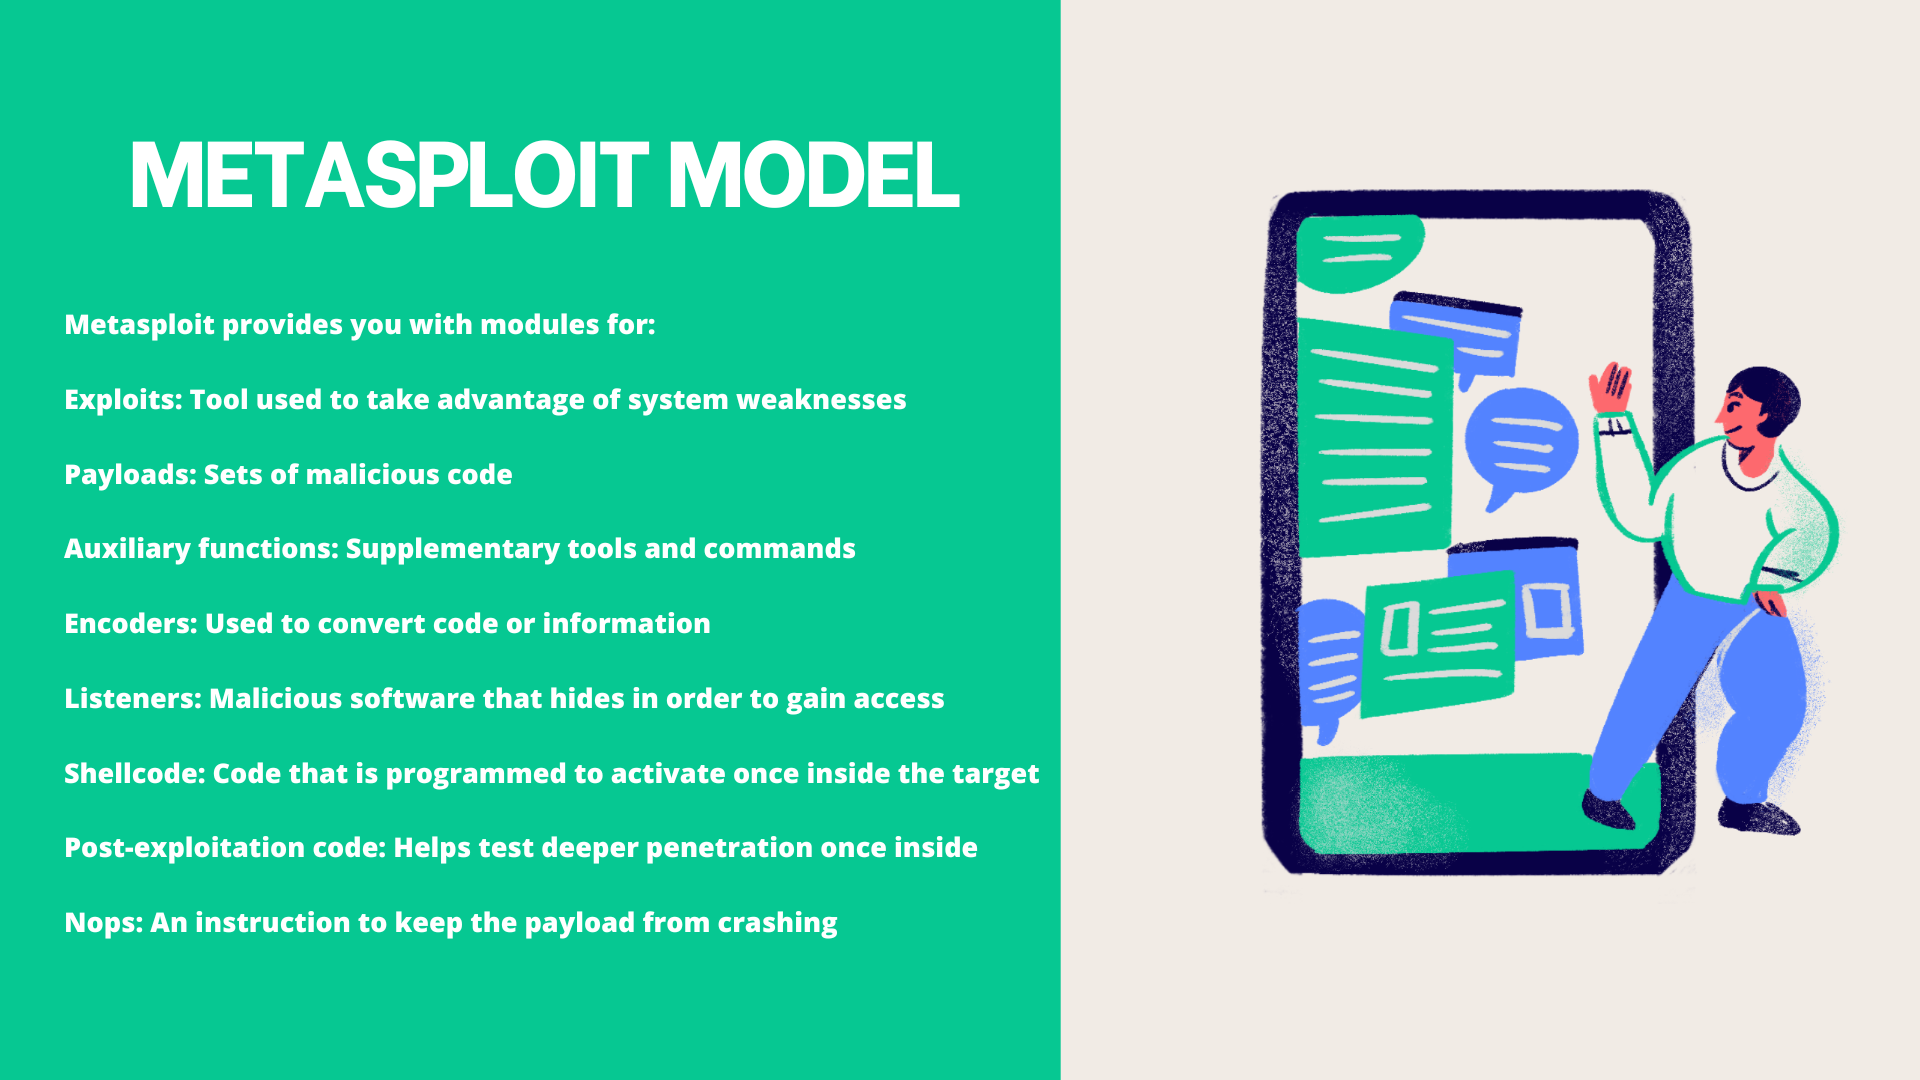 METASPLOIT MODEL
Metasploit provides you with modules for:
Exploits: Tool used to take advantage of system weaknesses
Payloads: Sets of malicious code
Auxiliary functions: Supplementary tools and commands
Encoders: Used to convert code or information
Listeners: Malicious software that hides in order to gain access
Shellcode: Code that is programmed to activate once inside the target
Post-exploitation code: Helps test deeper penetration once inside
Nops: An instruction to keep the payload from crashing